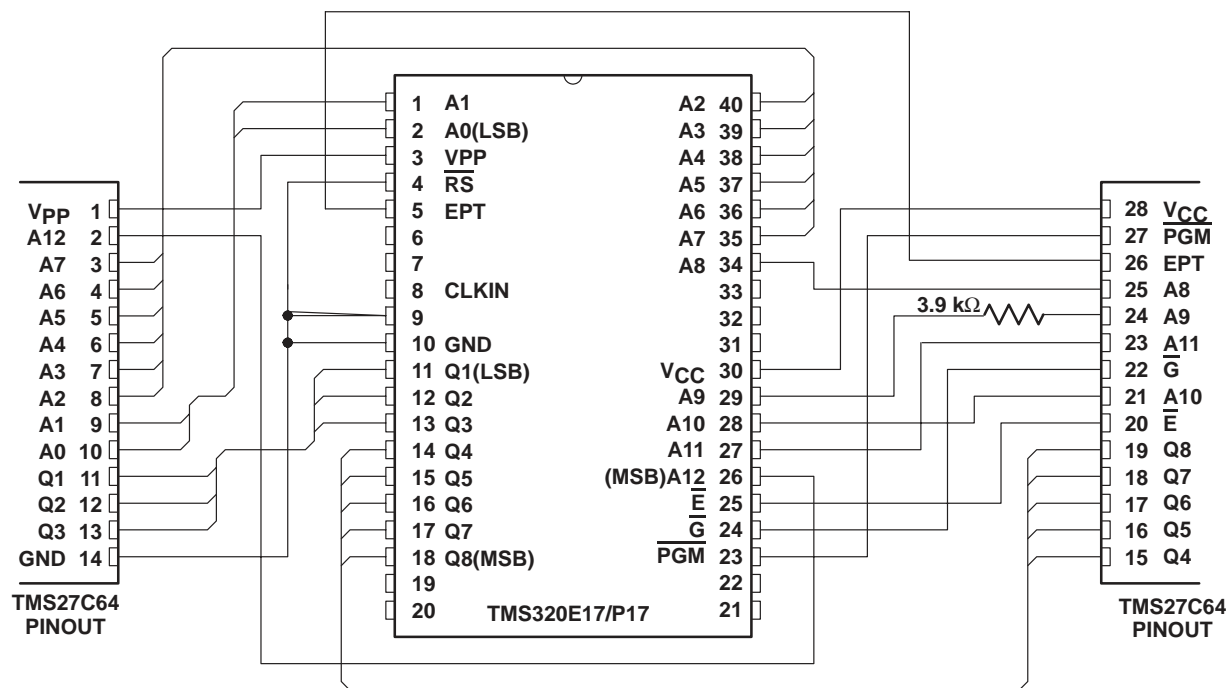 VPP 1
A12 2
A7 3
A6 4
A5 5
A4 6
A3 7
A2 8
A1 9
A0 10
Q1 11
Q2 12
Q3 13
GND 14
TMS27C64
PINOUT
1 A1
2 A0(LSB)
3 VPP
4 RS
5 EPT
6
7
8 CLKIN
9
10 GND
11 Q1(LSB)
12 Q2
13 Q3
14 Q4
15 Q5
16 Q6
17 Q7
18 Q8(MSB)
19
20
A2 40
A3 39
A4 38
A5 37
A6 36
A7 35
A8 34
33
32
31
VCC 30
A9 29
A10 28
A11 27
(MSB)A12 26
E 25
G 24
PGM 23
22
21
TMS320E17/P17
3.9 kΩ
28 VCC
27 PGM
26 EPT
25 A8
24 A9
23 A11
22 G
21 A10
20 E
19 Q8
18 Q7
17 Q6
16 Q5
15 Q4
TMS27C64
PINOUT